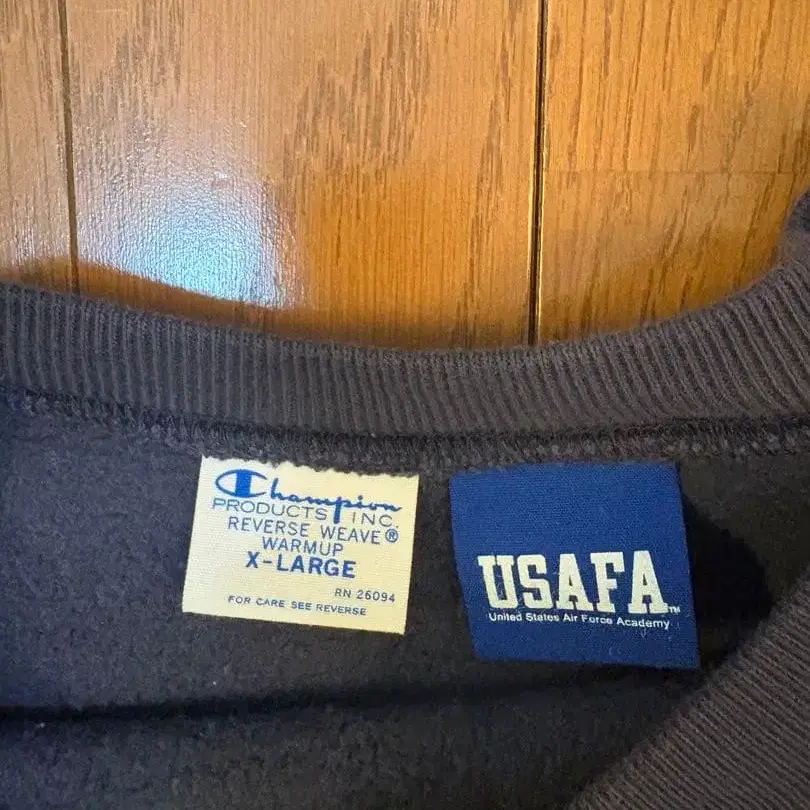 Champion
PRODUCTS INC.
REVERSE WEAVE®
WARMUP
X-LARGE
RN 26094
FOR CARE SEE REVERSE
USAFA™
United States Air Force Academy